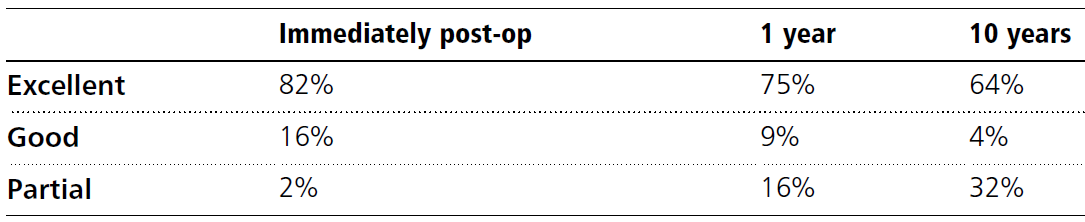 Immediately post-op 1 year 10 years
Excellent 82% 75% 64%
Good 16% 9% 4%
Partial 2% 16% 32%